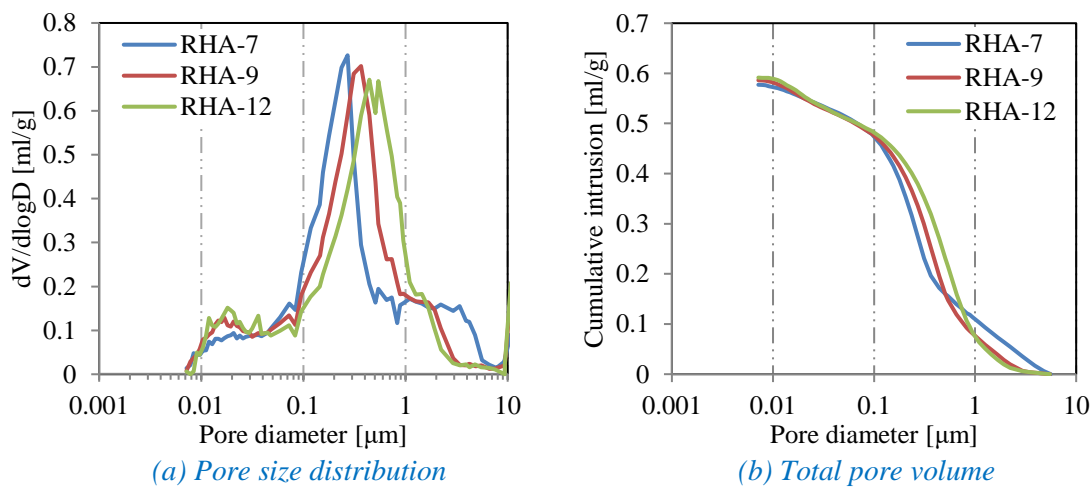 0.8
0.7
0.6
0.5
0.4
0.3
0.2
0.1
0
dV/dlogD [ml/g]
RHA-7
RHA-9
RHA-12
0.001 0.01 0.1 1 10
Pore diameter [µm]
(a) Pore size distribution
0.7
0.6
0.5
0.4
0.3
0.2
0.1
0
Cumulative intrusion [ml/g]
RHA-7
RHA-9
RHA-12
0.001 0.01 0.1 1 10
Pore diameter [µm]
(b) Total pore volume